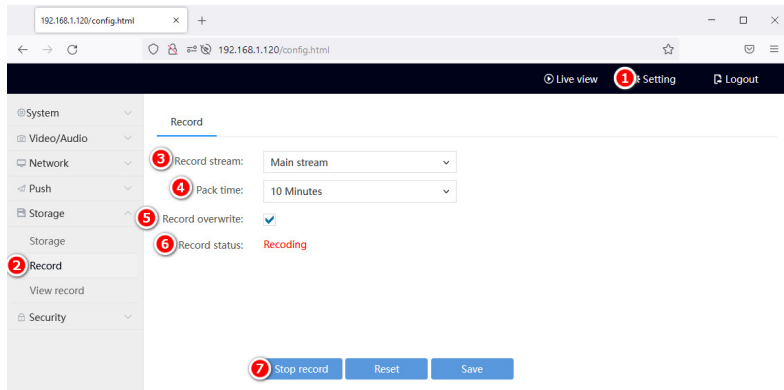 192.168.1.120/config.html × +
192.168.1.120/config.html
Live view 1 Setting Logout
System
Video/Audio
Network
Push
Storage
Storage
2 Record
View record
Security
Record
3 Record stream: Main stream
4 Pack time: 10 Minutes
5 Record overwrite:
6 Record status: Recoding
7 Stop record Reset Save